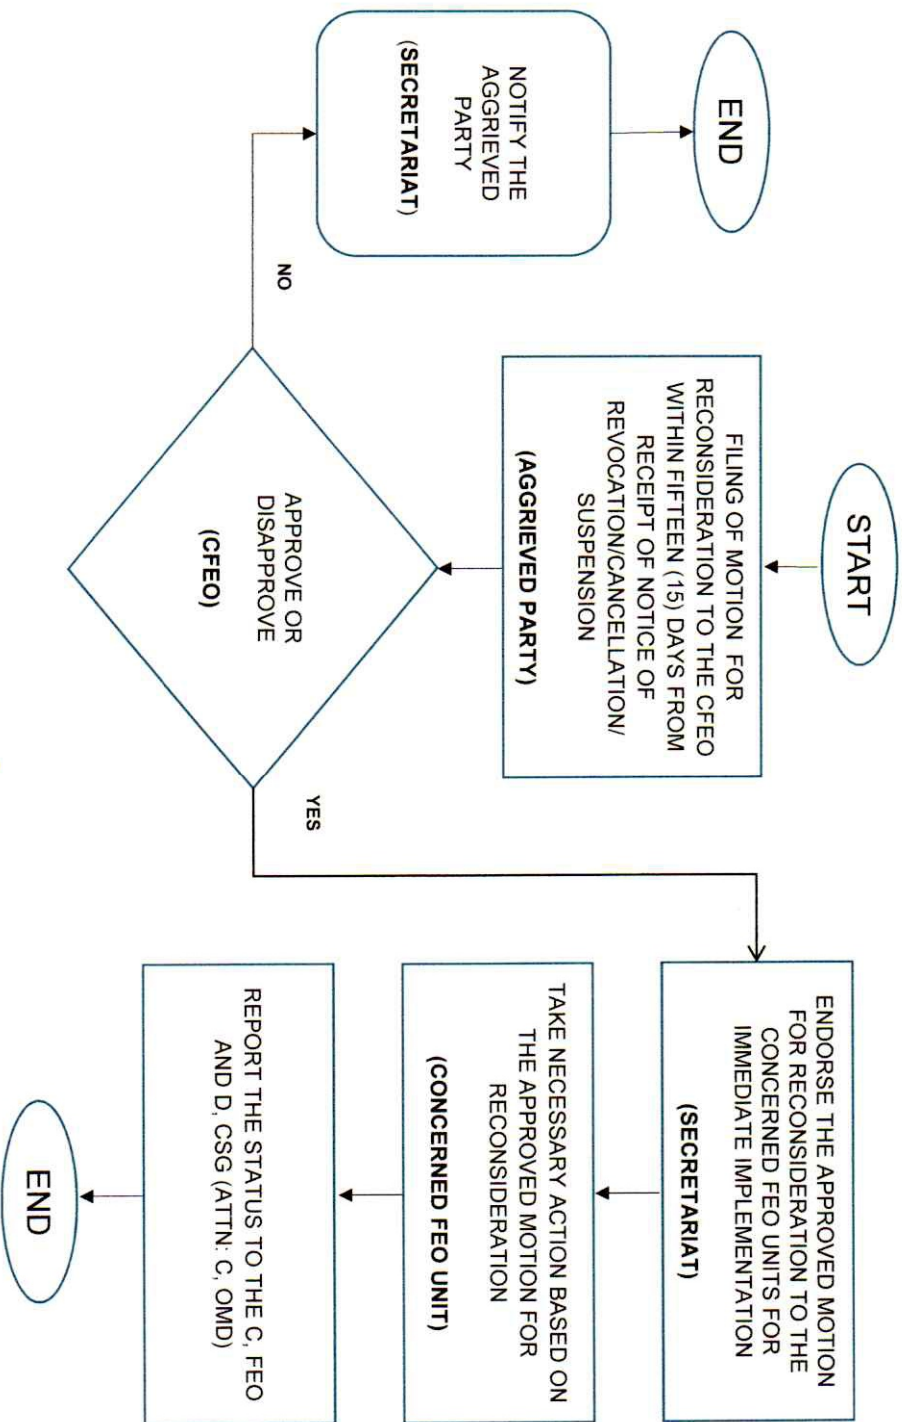 START
FILING OF MOTION FOR
RECONSIDERATION TO THE CFEO
WITHIN FIFTEEN (15) DAYS FROM
RECEIPT OF NOTICE OF
REVOCATION/CANCELLATION/
SUSPENSION
(AGGRIEVED PARTY)
APPROVE OR
DISAPPROVE
(CFEO)
NO
NOTIFY THE
AGGRIEVED
PARTY
(SECRETARIAT)
END
YES
ENDORSE THE APPROVED MOTION
FOR RECONSIDERATION TO THE
CONCERNED FEO UNITS FOR
IMMEDIATE IMPLEMENTATION
(SECRETARIAT)
TAKE NECESSARY ACTION BASED ON
THE APPROVED MOTION FOR
RECONSIDERATION
(CONCERNED FEO UNIT)
REPORT THE STATUS TO THE C, FEO
AND D, CSG (ATTN: C, OMD)
END